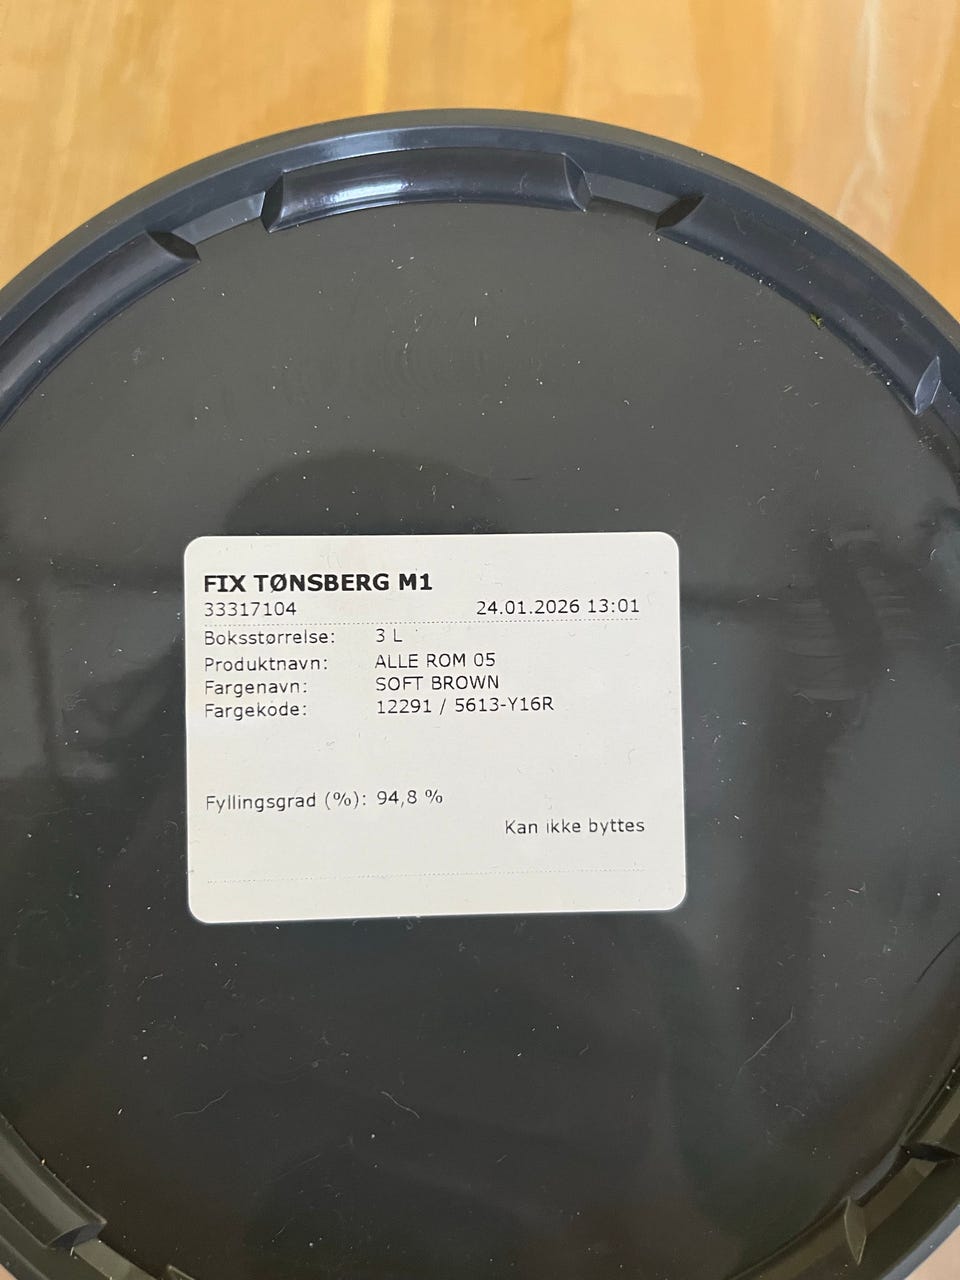 FIX TØNSBERG M1
33317104 24.01.2026 13:01
Boksstørrelse: 3 L
Produktnavn: ALLE ROM 05
Fargenavn: SOFT BROWN
Fargekode: 12291 / 5613-Y16R
Fyllingsgrad (%): 94,8 %
Kan ikke byttes